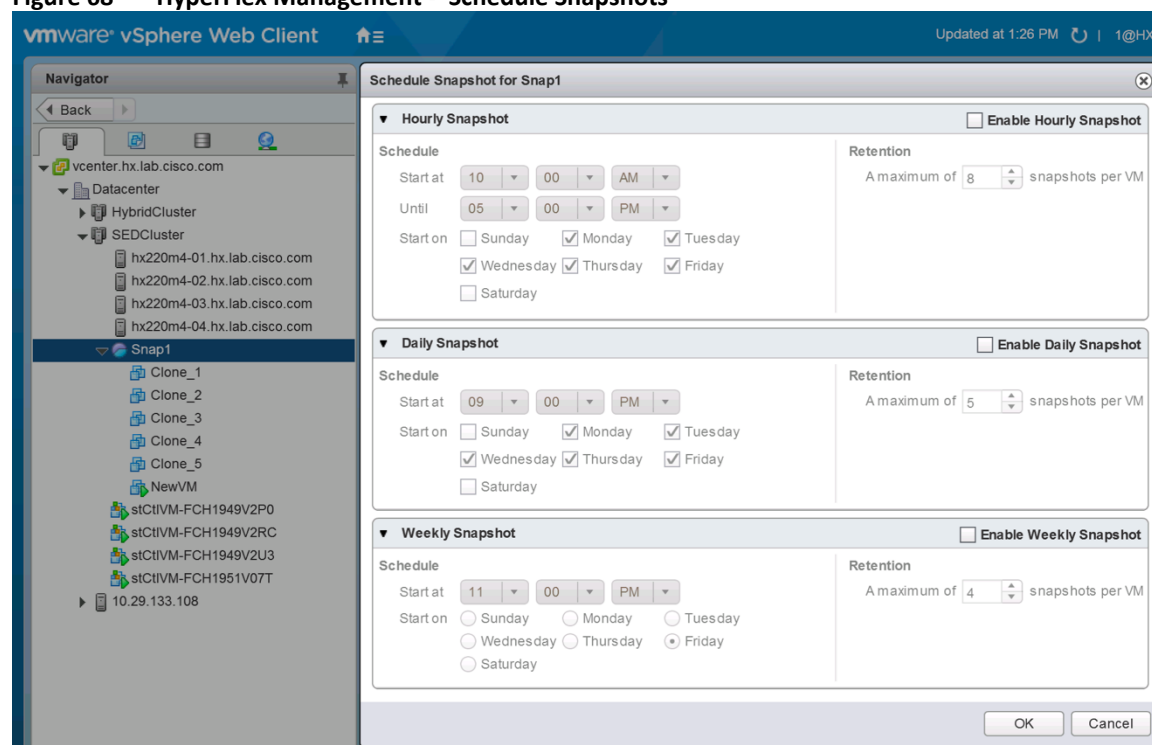 Figure 68 HyperFlex Management – Schedule Snapshots
vmware® vSphere Web Client
Updated at 1:26 PM | 1@HX
Navigator
Back
vcenter.hx.lab.cisco.com
Datacenter
HybridCluster
SEDCluster
hx220m4-01.hx.lab.cisco.com
hx220m4-02.hx.lab.cisco.com
hx220m4-03.hx.lab.cisco.com
hx220m4-04.hx.lab.cisco.com
Snap1
Clone_1
Clone_2
Clone_3
Clone_4
Clone_5
NewVM
stCtlVM-FCH1949V2P0
stCtlVM-FCH1949V2RC
stCtlVM-FCH1949V2U3
stCtlVM-FCH1951V07T
10.29.133.108
Schedule Snapshot for Snap1
Hourly Snapshot Enable Hourly Snapshot
Schedule Retention
Start at 10 00 AM A maximum of 8 snapshots per VM
Until 05 00 PM
Start on Sunday Monday Tuesday
Wednesday Thursday Friday
Saturday
Daily Snapshot Enable Daily Snapshot
Schedule Retention
Start at 09 00 PM A maximum of 5 snapshots per VM
Start on Sunday Monday Tuesday
Wednesday Thursday Friday
Saturday
Weekly Snapshot Enable Weekly Snapshot
Schedule Retention
Start at 11 00 PM A maximum of 4 snapshots per VM
Start on Sunday Monday Tuesday
Wednesday Thursday Friday
Saturday
OK Cancel